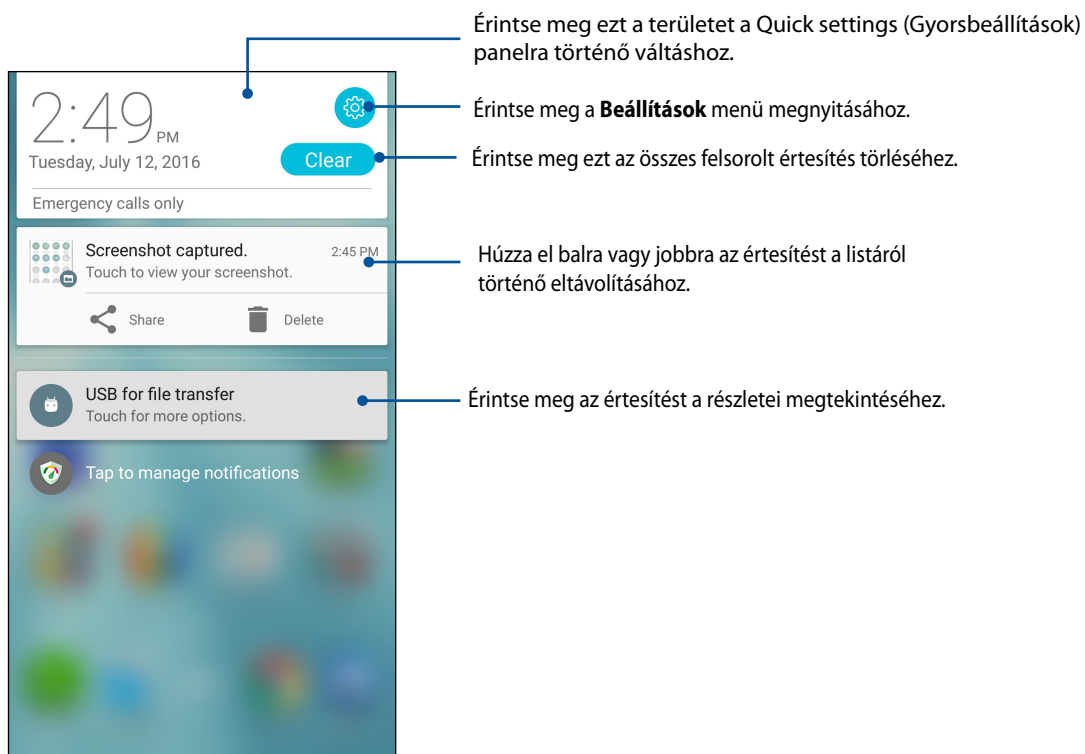 Érintse meg ezt a területet a Quick settings (Gyorsbeállítások)
panelra történő váltáshoz.
2:49 PM
Érintse meg a Beállítások menü megnyitásához.
Tuesday, July 12, 2016
Clear
Érintse meg ezt az összes felsorolt értesítés törléséhez.
Emergency calls only
Screenshot captured.
2:45 PM
Touch to view your screenshot.
Húzza el balra vagy jobbra az értesítést a listáról
történő eltávolításához.
Share
Delete
USB for file transfer
Touch for more options.
Érintse meg az értesítést a részletei megtekintéséhez.
Tap to manage notifications